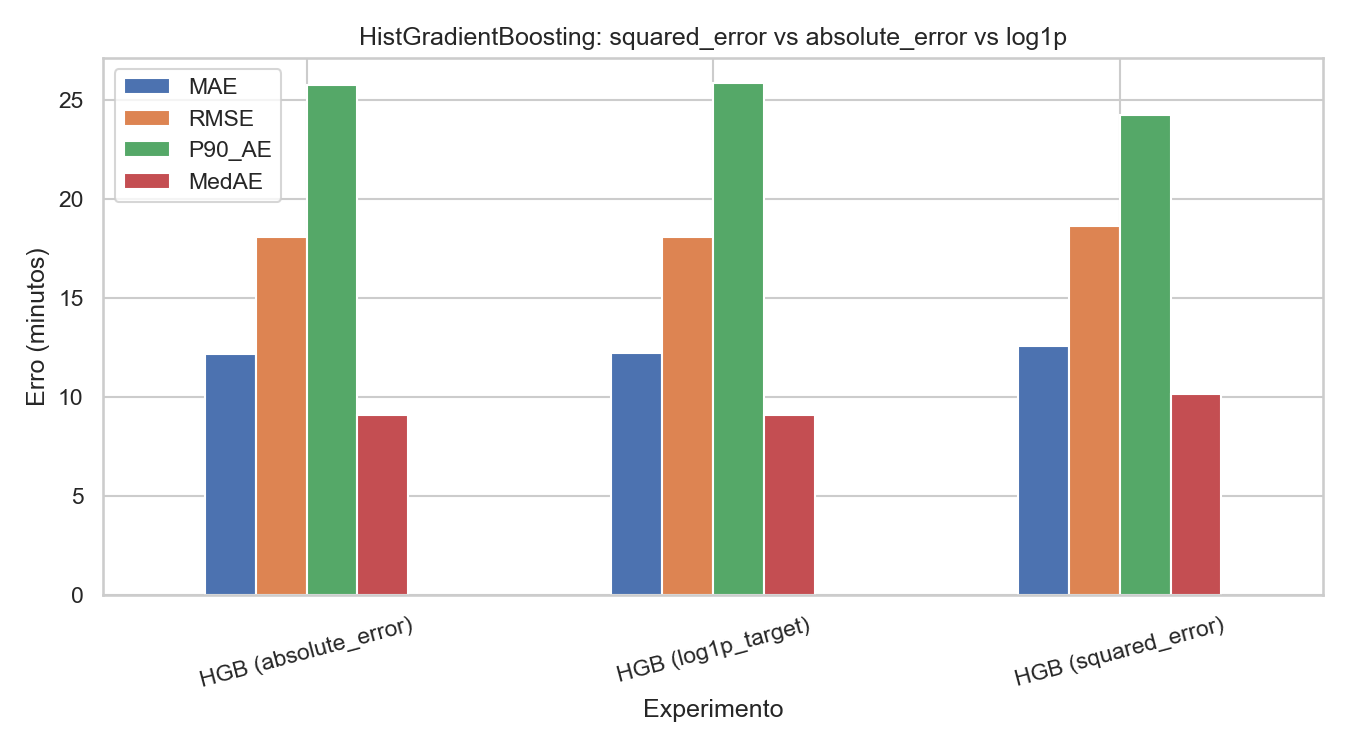 HistGradientBoosting: squared_error vs absolute_error vs log1p
MAE
RMSE
P90_AE
MedAE
Erro (minutos)
25
20
15
10
5
0
HGB (absolute_error)
HGB (log1p_target)
HGB (squared_error)
Experimento